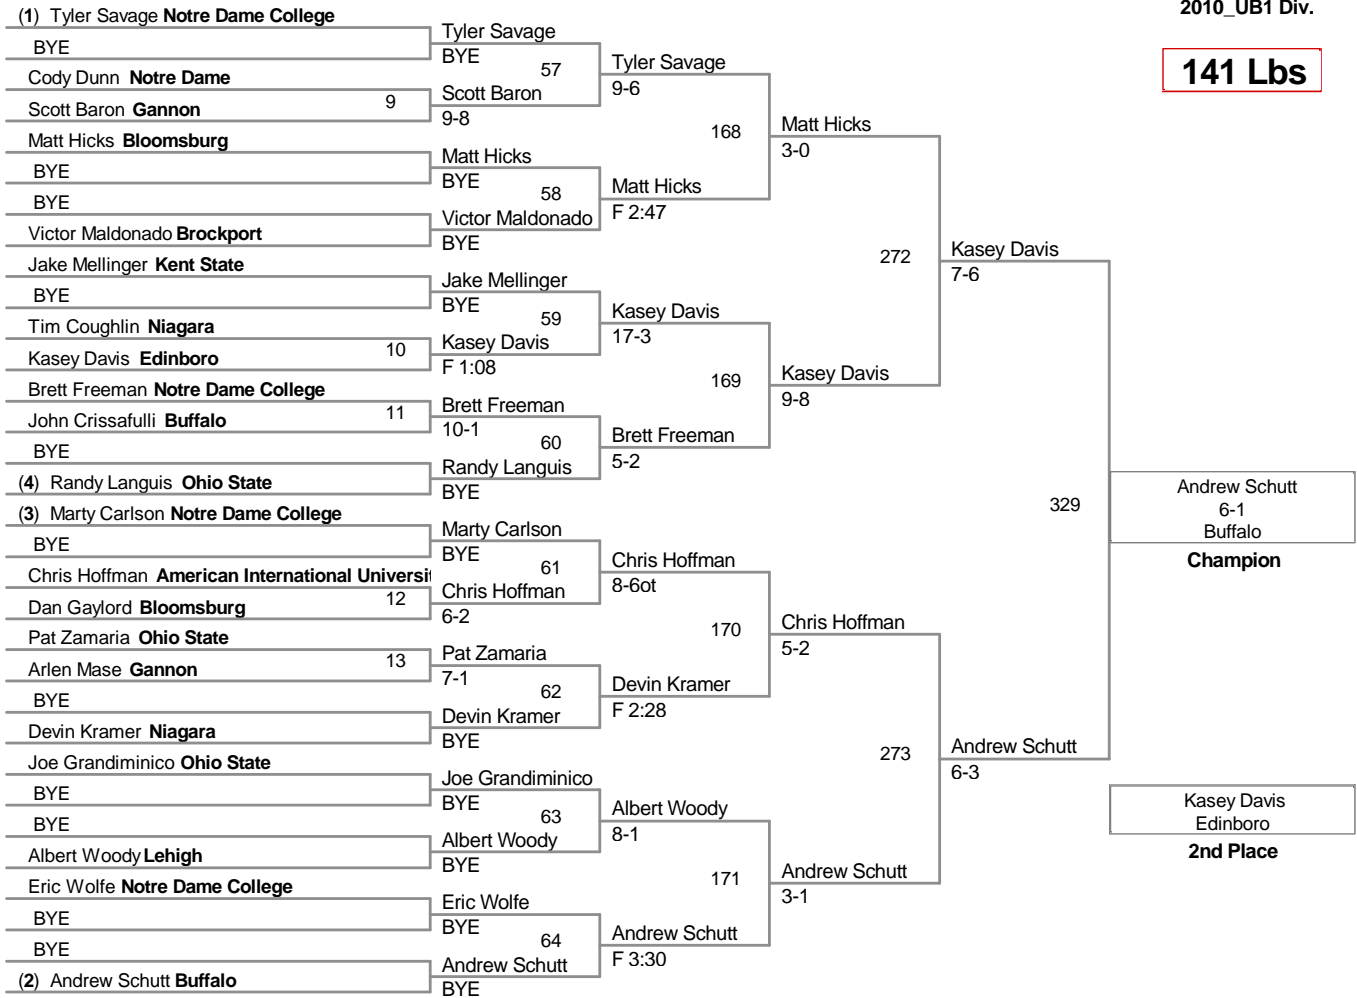 2010_UB1 Div.
141 Lbs
(1) Tyler Savage Notre Dame College
BYE
Cody Dunn Notre Dame
Scott Baron Gannon
9
Matt Hicks Bloomsburg
BYE
BYE
Victor Maldonado Brockport
Jake Mellinger Kent State
BYE
Tim Coughlin Niagara
Kasey Davis Edinboro
10
Brett Freeman Notre Dame College
John Crissafulli Buffalo
11
BYE
(4) Randy Languis Ohio State
(3) Marty Carlson Notre Dame College
BYE
Chris Hoffman American International Universit
Dan Gaylord Bloomsburg
12
Pat Zamaria Ohio State
Arlen Mase Gannon
13
BYE
Devin Kramer Niagara
Joe Grandiminico Ohio State
BYE
BYE
Albert Woody Lehigh
Eric Wolfe Notre Dame College
BYE
BYE
(2) Andrew Schutt Buffalo
Tyler Savage
BYE
57
Scott Baron
9-8
Matt Hicks
BYE
58
Victor Maldonado
BYE
Jake Mellinger
BYE
59
Kasey Davis
F 1:08
Brett Freeman
10-1
60
Randy Languis
BYE
Marty Carlson
BYE
61
Chris Hoffman
6-2
Pat Zamaria
7-1
62
Devin Kramer
BYE
Joe Grandiminico
BYE
63
Albert Woody
BYE
Eric Wolfe
BYE
64
Andrew Schutt
BYE
Tyler Savage
9-6
168
Matt Hicks
F 2:47
Kasey Davis
17-3
169
Brett Freeman
5-2
Chris Hoffman
8-6ot
170
Devin Kramer
F 2:28
Albert Woody
8-1
171
Andrew Schutt
F 3:30
Matt Hicks
3-0
272
Kasey Davis
9-8
Chris Hoffman
5-2
273
Andrew Schutt
3-1
Kasey Davis
7-6
329
Andrew Schutt
6-3
Andrew Schutt
6-1
Buffalo
Champion
Kasey Davis
Edinboro
2nd Place